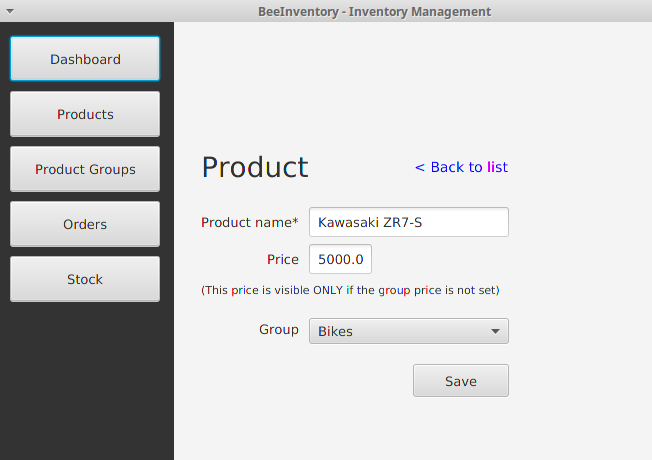 BeeInventory - Inventory Management
Dashboard
Products
Product Groups
Orders
Stock
Product
< Back to list
Product name* Kawasaki ZR7-S
Price 5000.0
(This price is visible ONLY if the group price is not set)
Group Bikes
Save